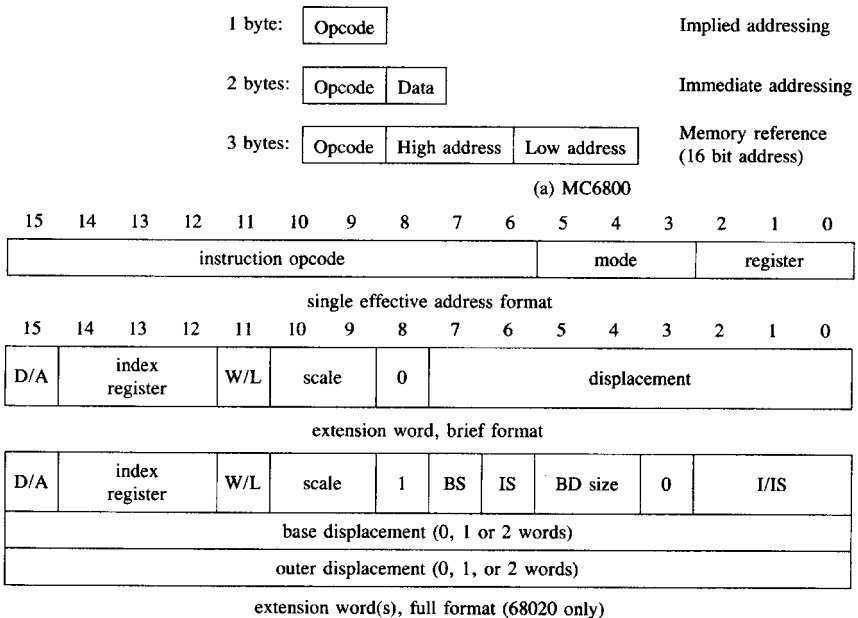 1 byte: Opcode Implied addressing
2 bytes: Opcode Data Immediate addressing
3 bytes: Opcode High address Low address Memory reference
(16 bit address)
(a) MC6800
15 14 13 12 11 10 9 8 7 6 5 4 3 2 1 0
instruction opcode mode register
single effective address format
15 14 13 12 11 10 9 8 7 6 5 4 3 2 1 0
D/A index register W/L scale 0 displacement
extension word, brief format
D/A index register W/L scale 1 BS IS BD size 0 I/IS
base displacement (0, 1 or 2 words)
outer displacement (0, 1, or 2 words)
extension word(s), full format (68020 only)